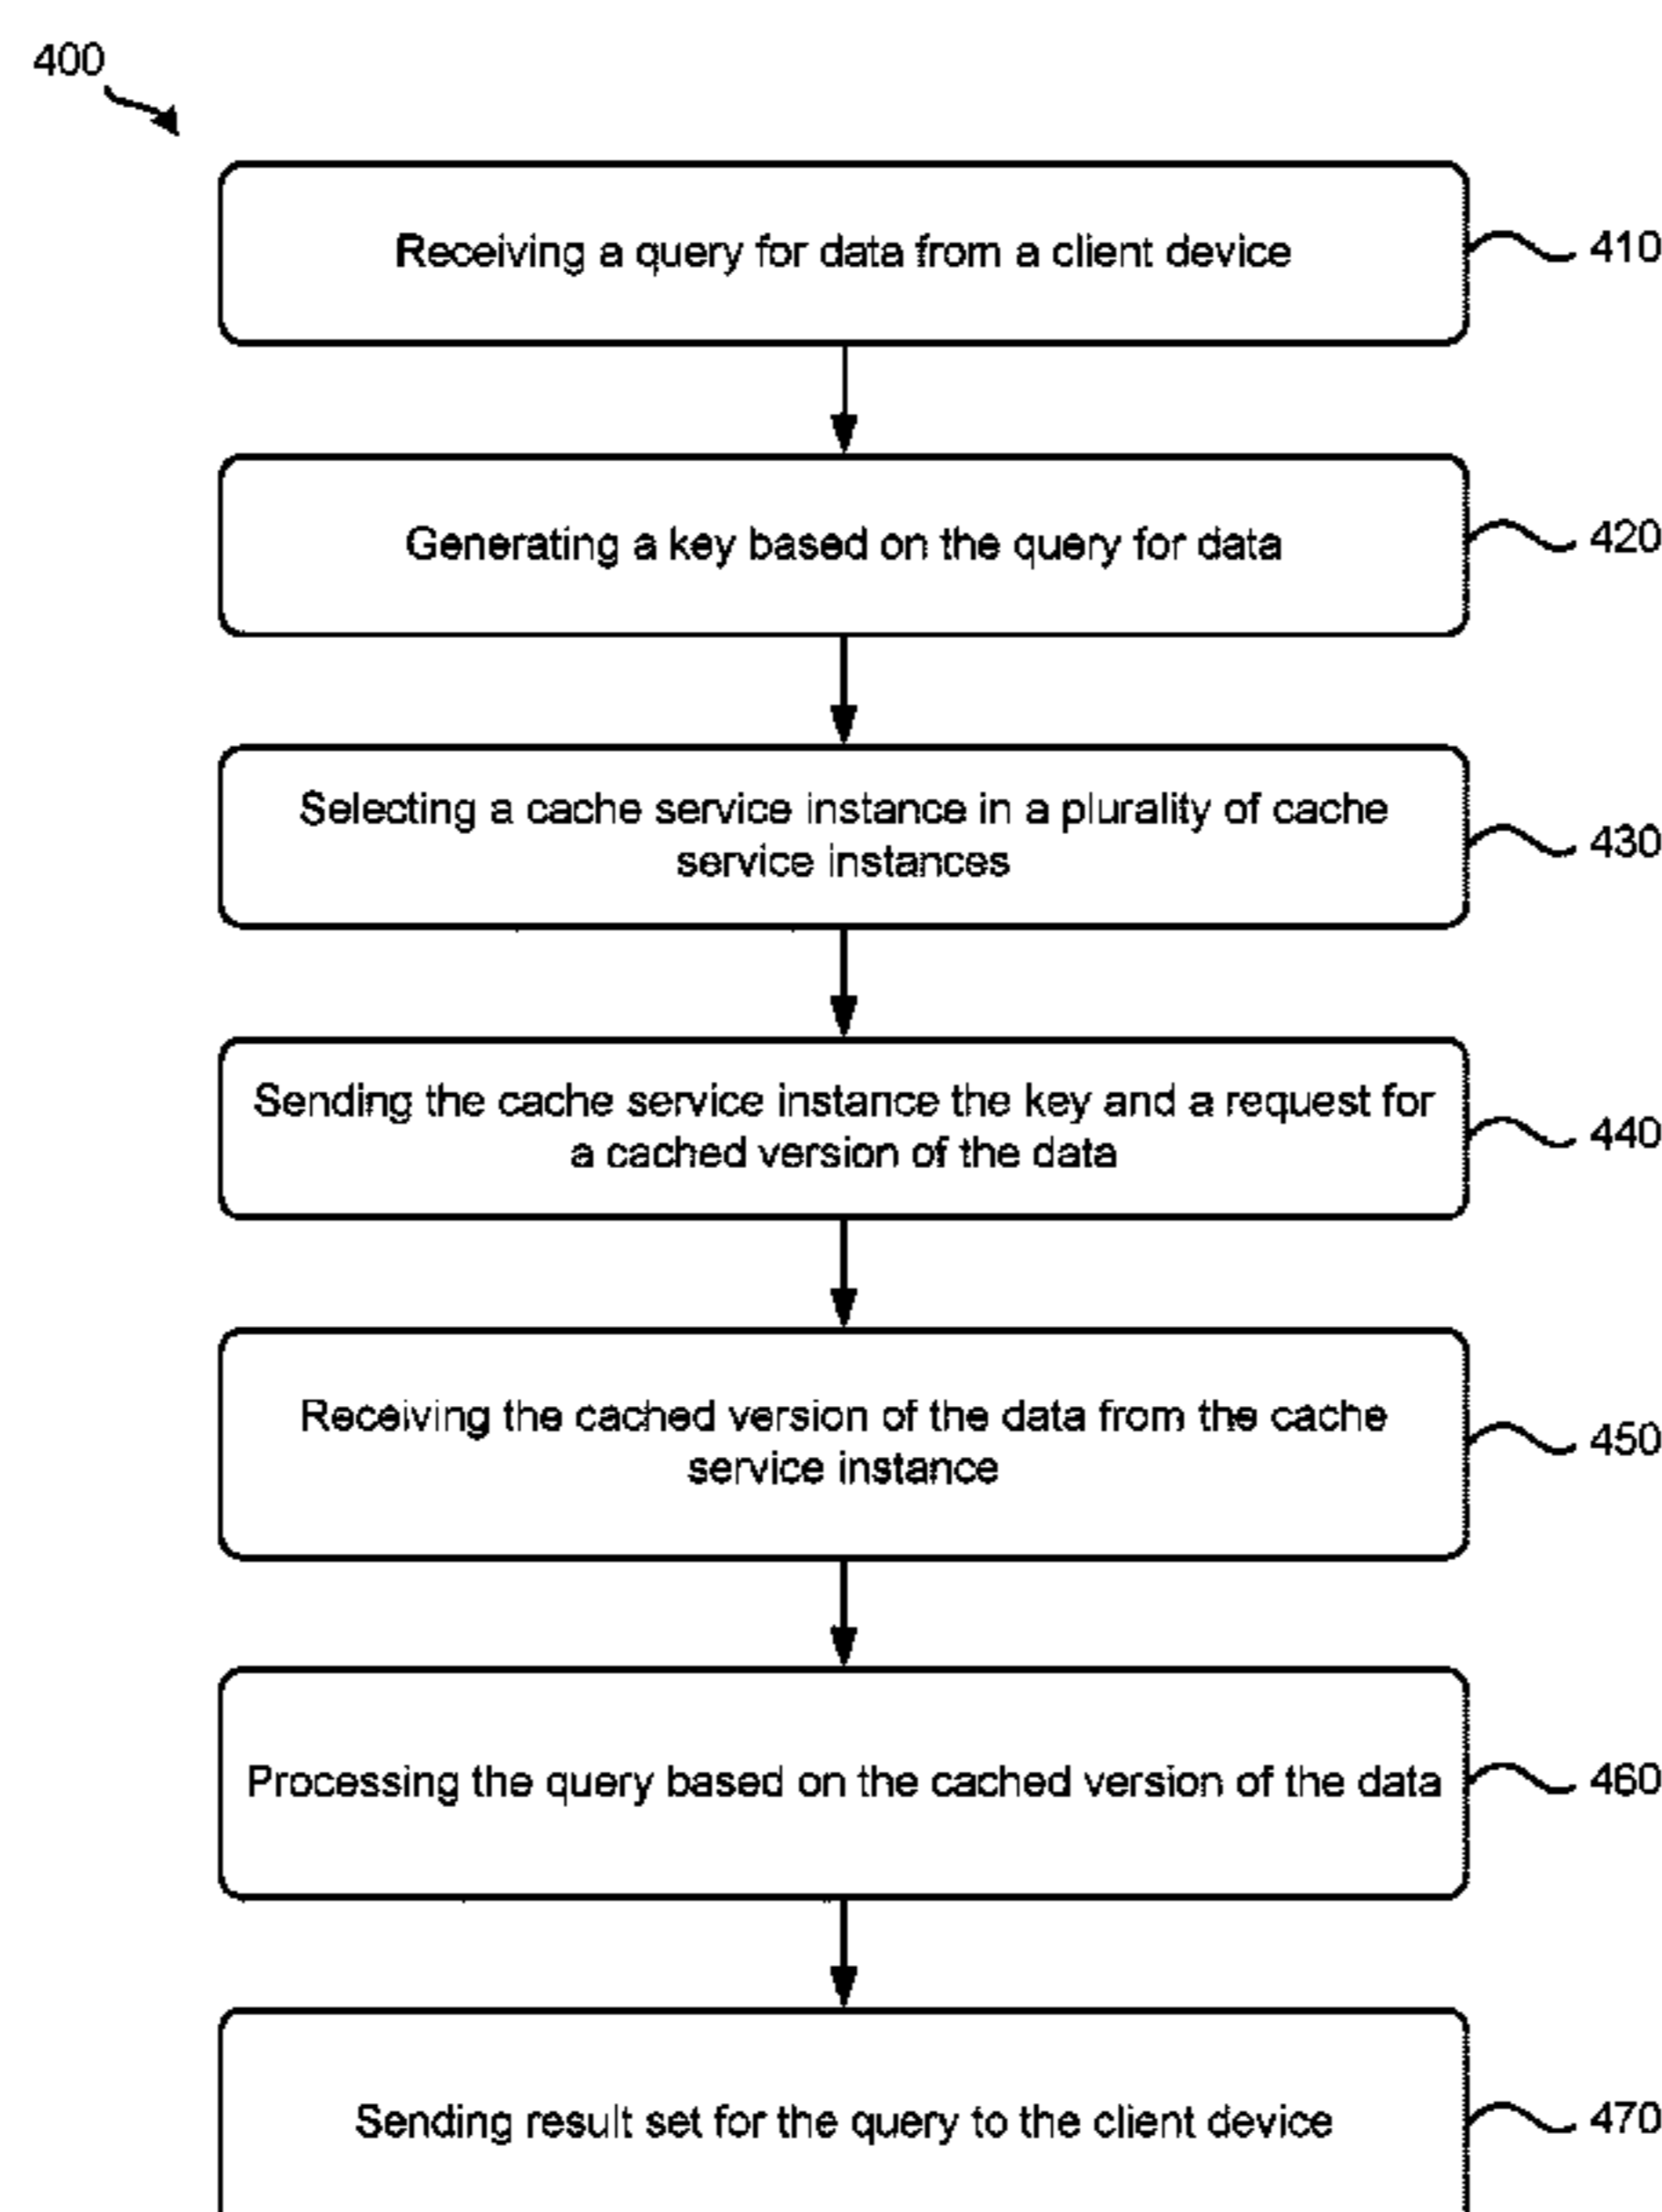 400
Receiving a query for data from a client device
410
Generating a key based on the query for data
420
Selecting a cache service instance in a plurality of cache
service instances
430
Sending the cache service instance the key and a request for
a cached version of the data
440
Receiving the cached version of the data from the cache
service instance
450
Processing the query based on the cached version of the data
460
Sending result set for the query to the client device
470